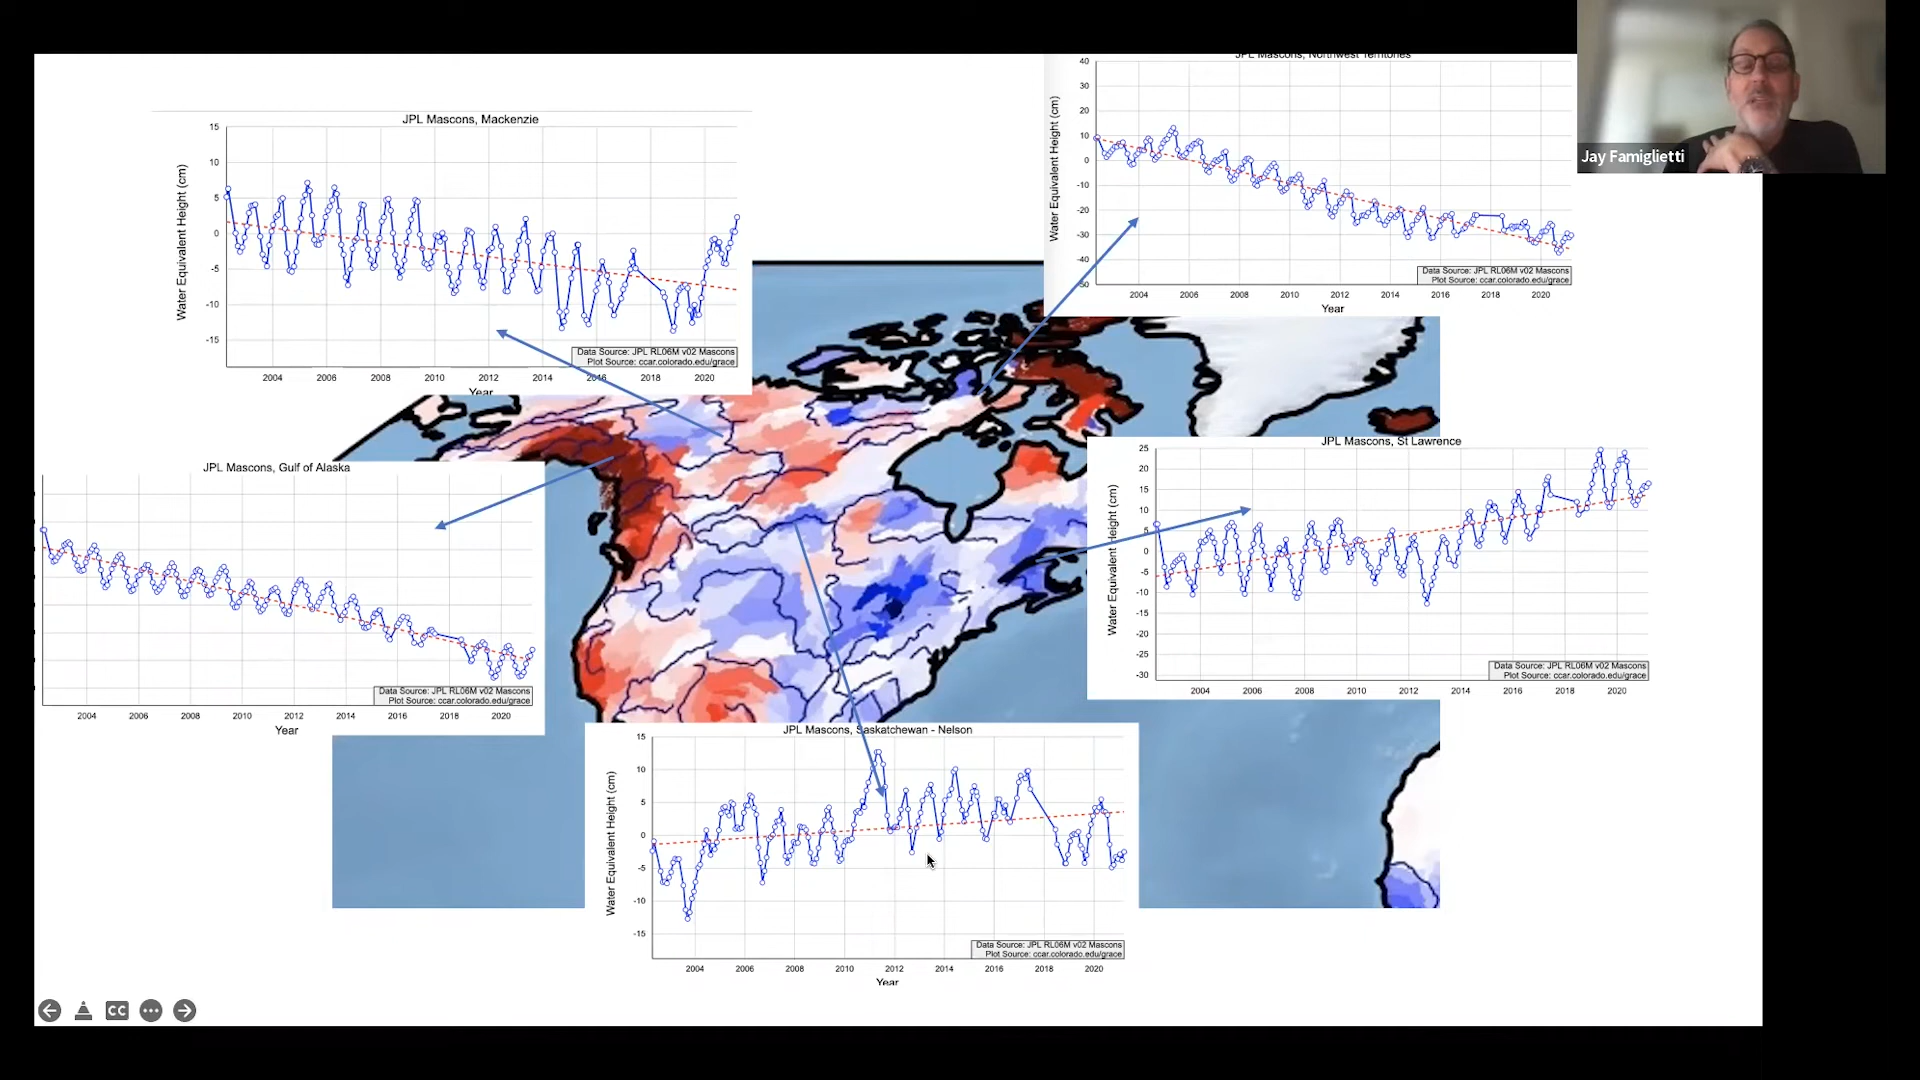 JPL Mascons, Mackenzie
Water Equivalent Height (cm)
15
10
5
0
-5
-10
-15
2004 2006 2008 2010 2012 2014 2016 2018 2020
Year
Data Source: JPL RL06M v02 Mascons
Plot Source: ccar.colorado.edu/grace
JPL Mascons, Northwest Territories
Water Equivalent Height (cm)
40
30
20
10
0
-10
-20
-30
-40
-50
2004 2006 2008 2010 2012 2014 2016 2018 2020
Year
Data Source: JPL RL06M v02 Mascons
Plot Source: ccar.colorado.edu/grace
Jay Famiglietti
JPL Mascons, Gulf of Alaska
2004 2006 2008 2010 2012 2014 2016 2018 2020
Year
Data Source: JPL RL06M v02 Mascons
Plot Source: ccar.colorado.edu/grace
JPL Mascons, St Lawrence
Water Equivalent Height (cm)
25
20
15
10
5
0
-5
-10
-15
-20
-25
-30
2004 2006 2008 2010 2012 2014 2016 2018 2020
Data Source: JPL RL06M v02 Mascons
Plot Source: ccar.colorado.edu/grace
JPL Mascons, Saskatchewan - Nelson
Water Equivalent Height (cm)
15
10
5
0
-5
-10
-15
2004 2006 2008 2010 2012 2014 2016 2018 2020
Year
Data Source: JPL RL06M v02 Mascons
Plot Source: ccar.colorado.edu/grace
CC